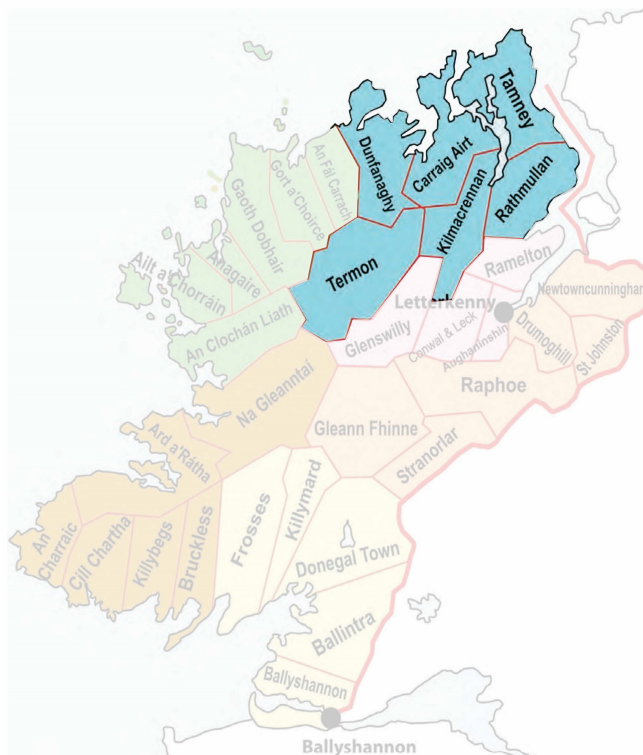 Tamney
Dunfanaghy
Carraig Airt
Rathmullan
Kilmacrennan
An Fál Carrach
Gort a'Choirce
Gaoth Dobhair
Termon
Anagaire
Ailt a'Chorráin
An Clochán Liath
Ramelton
Letterkenny
Glenswilly
Conwal & Leck
Aughaninshin
Newtowncunningham
Drumoghill
St Johnston
Raphoe
Na Gleanntaí
Gleann Fhinne
Stranorlar
Ard a'Rátha
An
Charraic
Cill Chartha
Killybegs
Bruckless
Frosses
Killymard
Donegal Town
Ballintra
Ballyshannon
Ballyshannon